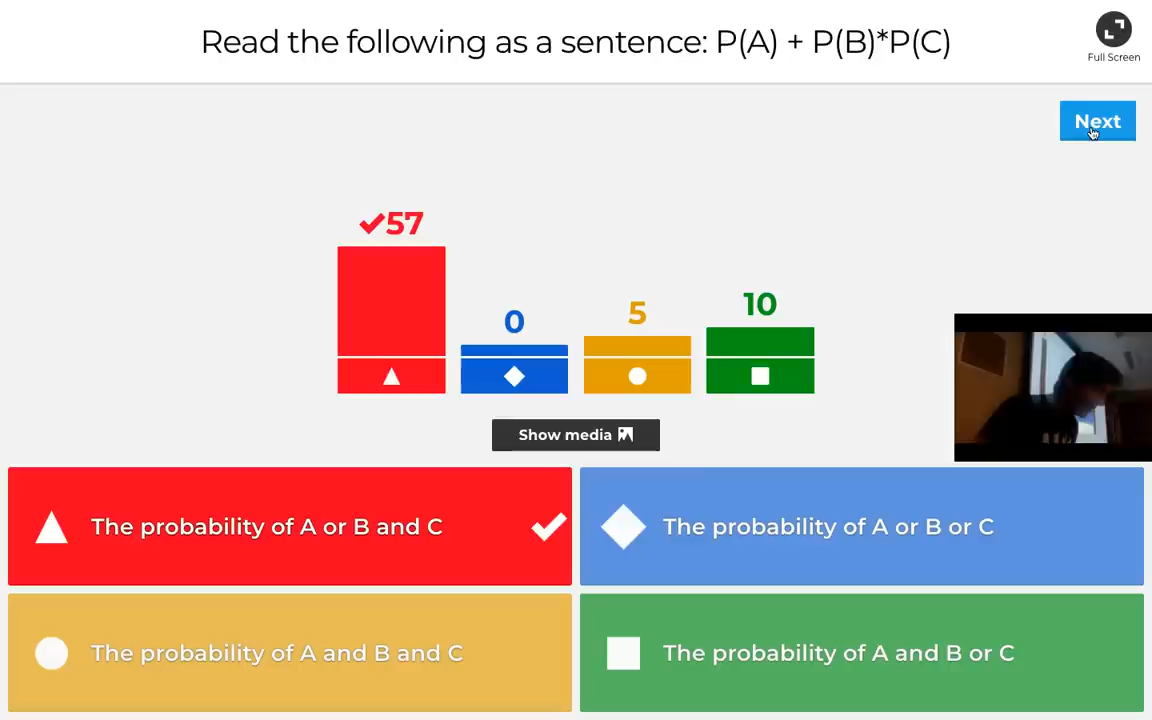 Read the following as a sentence: P(A) + P(B)*P(C)
Full Screen
Next
57
0
5
10
Show media
The probability of A or B and C
The probability of A or B or C
The probability of A and B and C
The probability of A and B or C